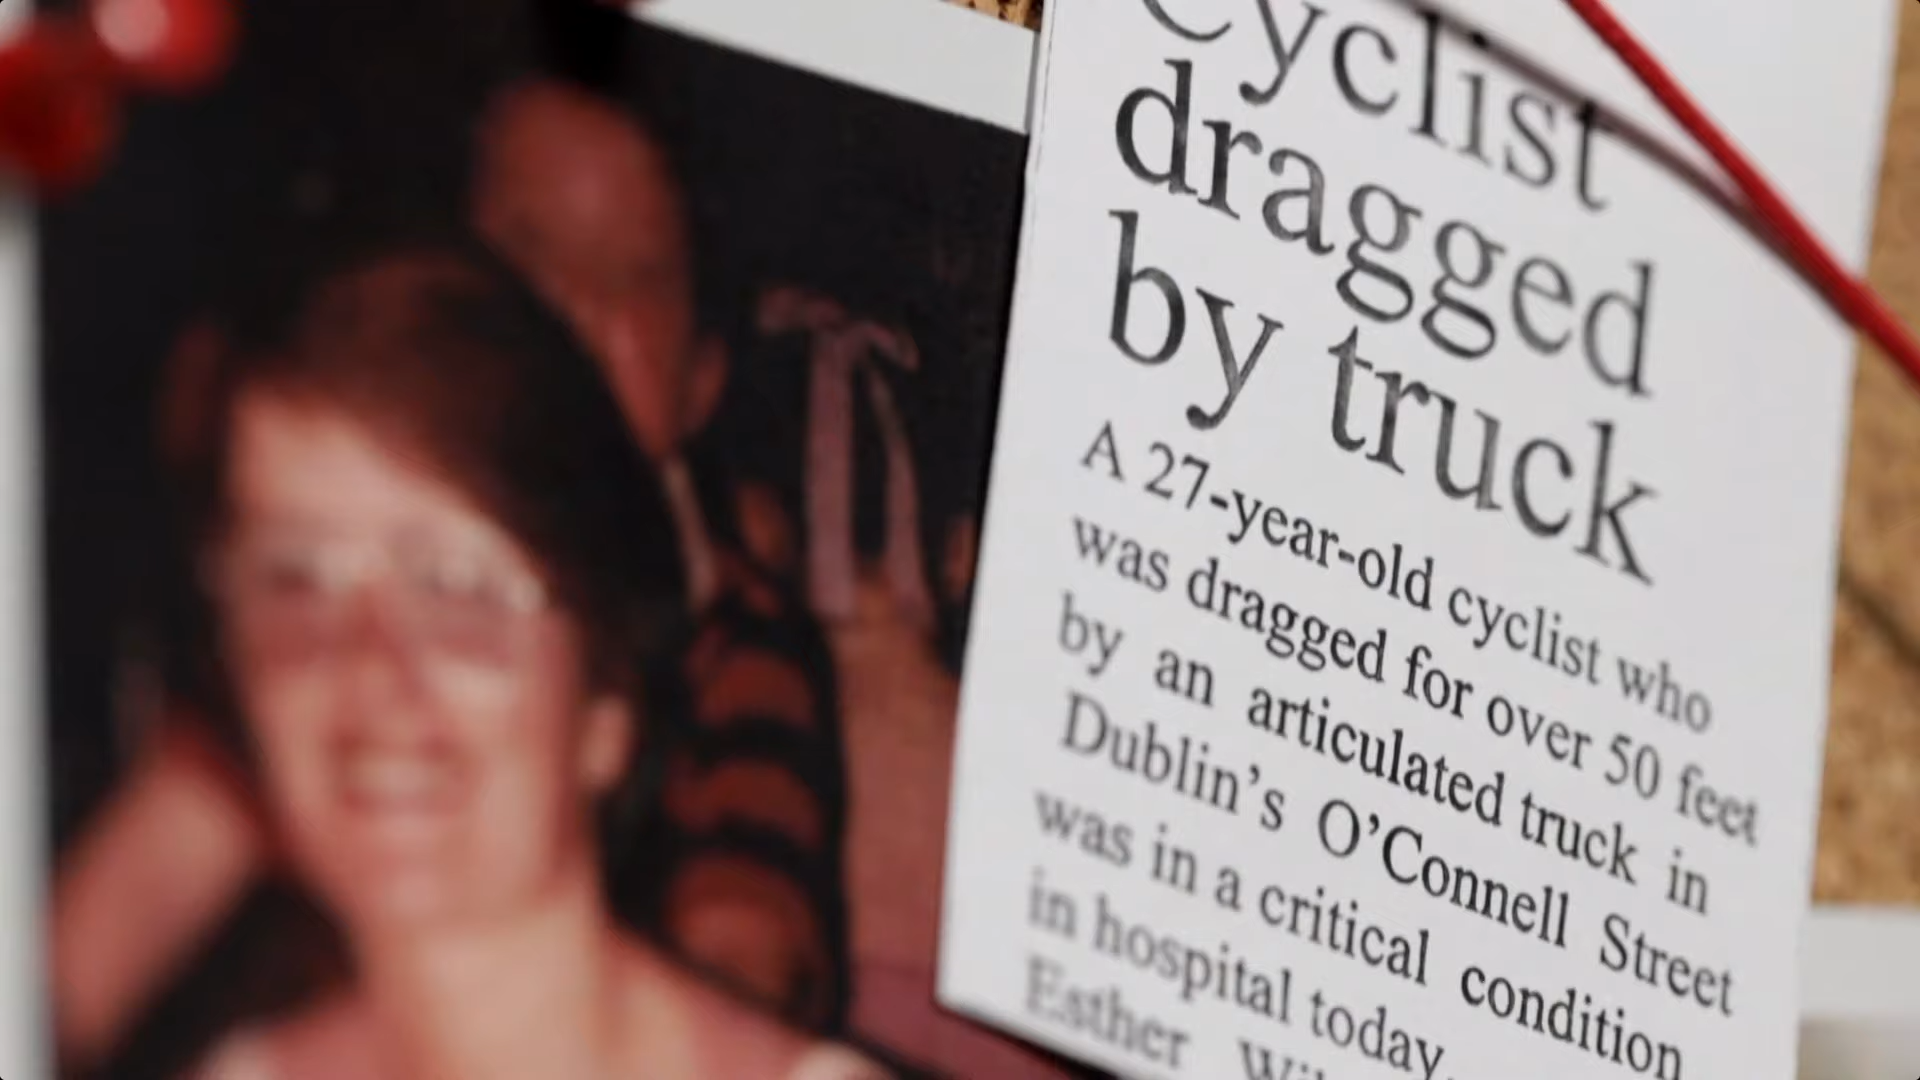 Cyclist
dragged
by truck
A 27-year-old cyclist who
was dragged for over 50 feet
by an articulated truck in
Dublin’s O’Connell Street
was in a critical condition
in hospital today.
Esther